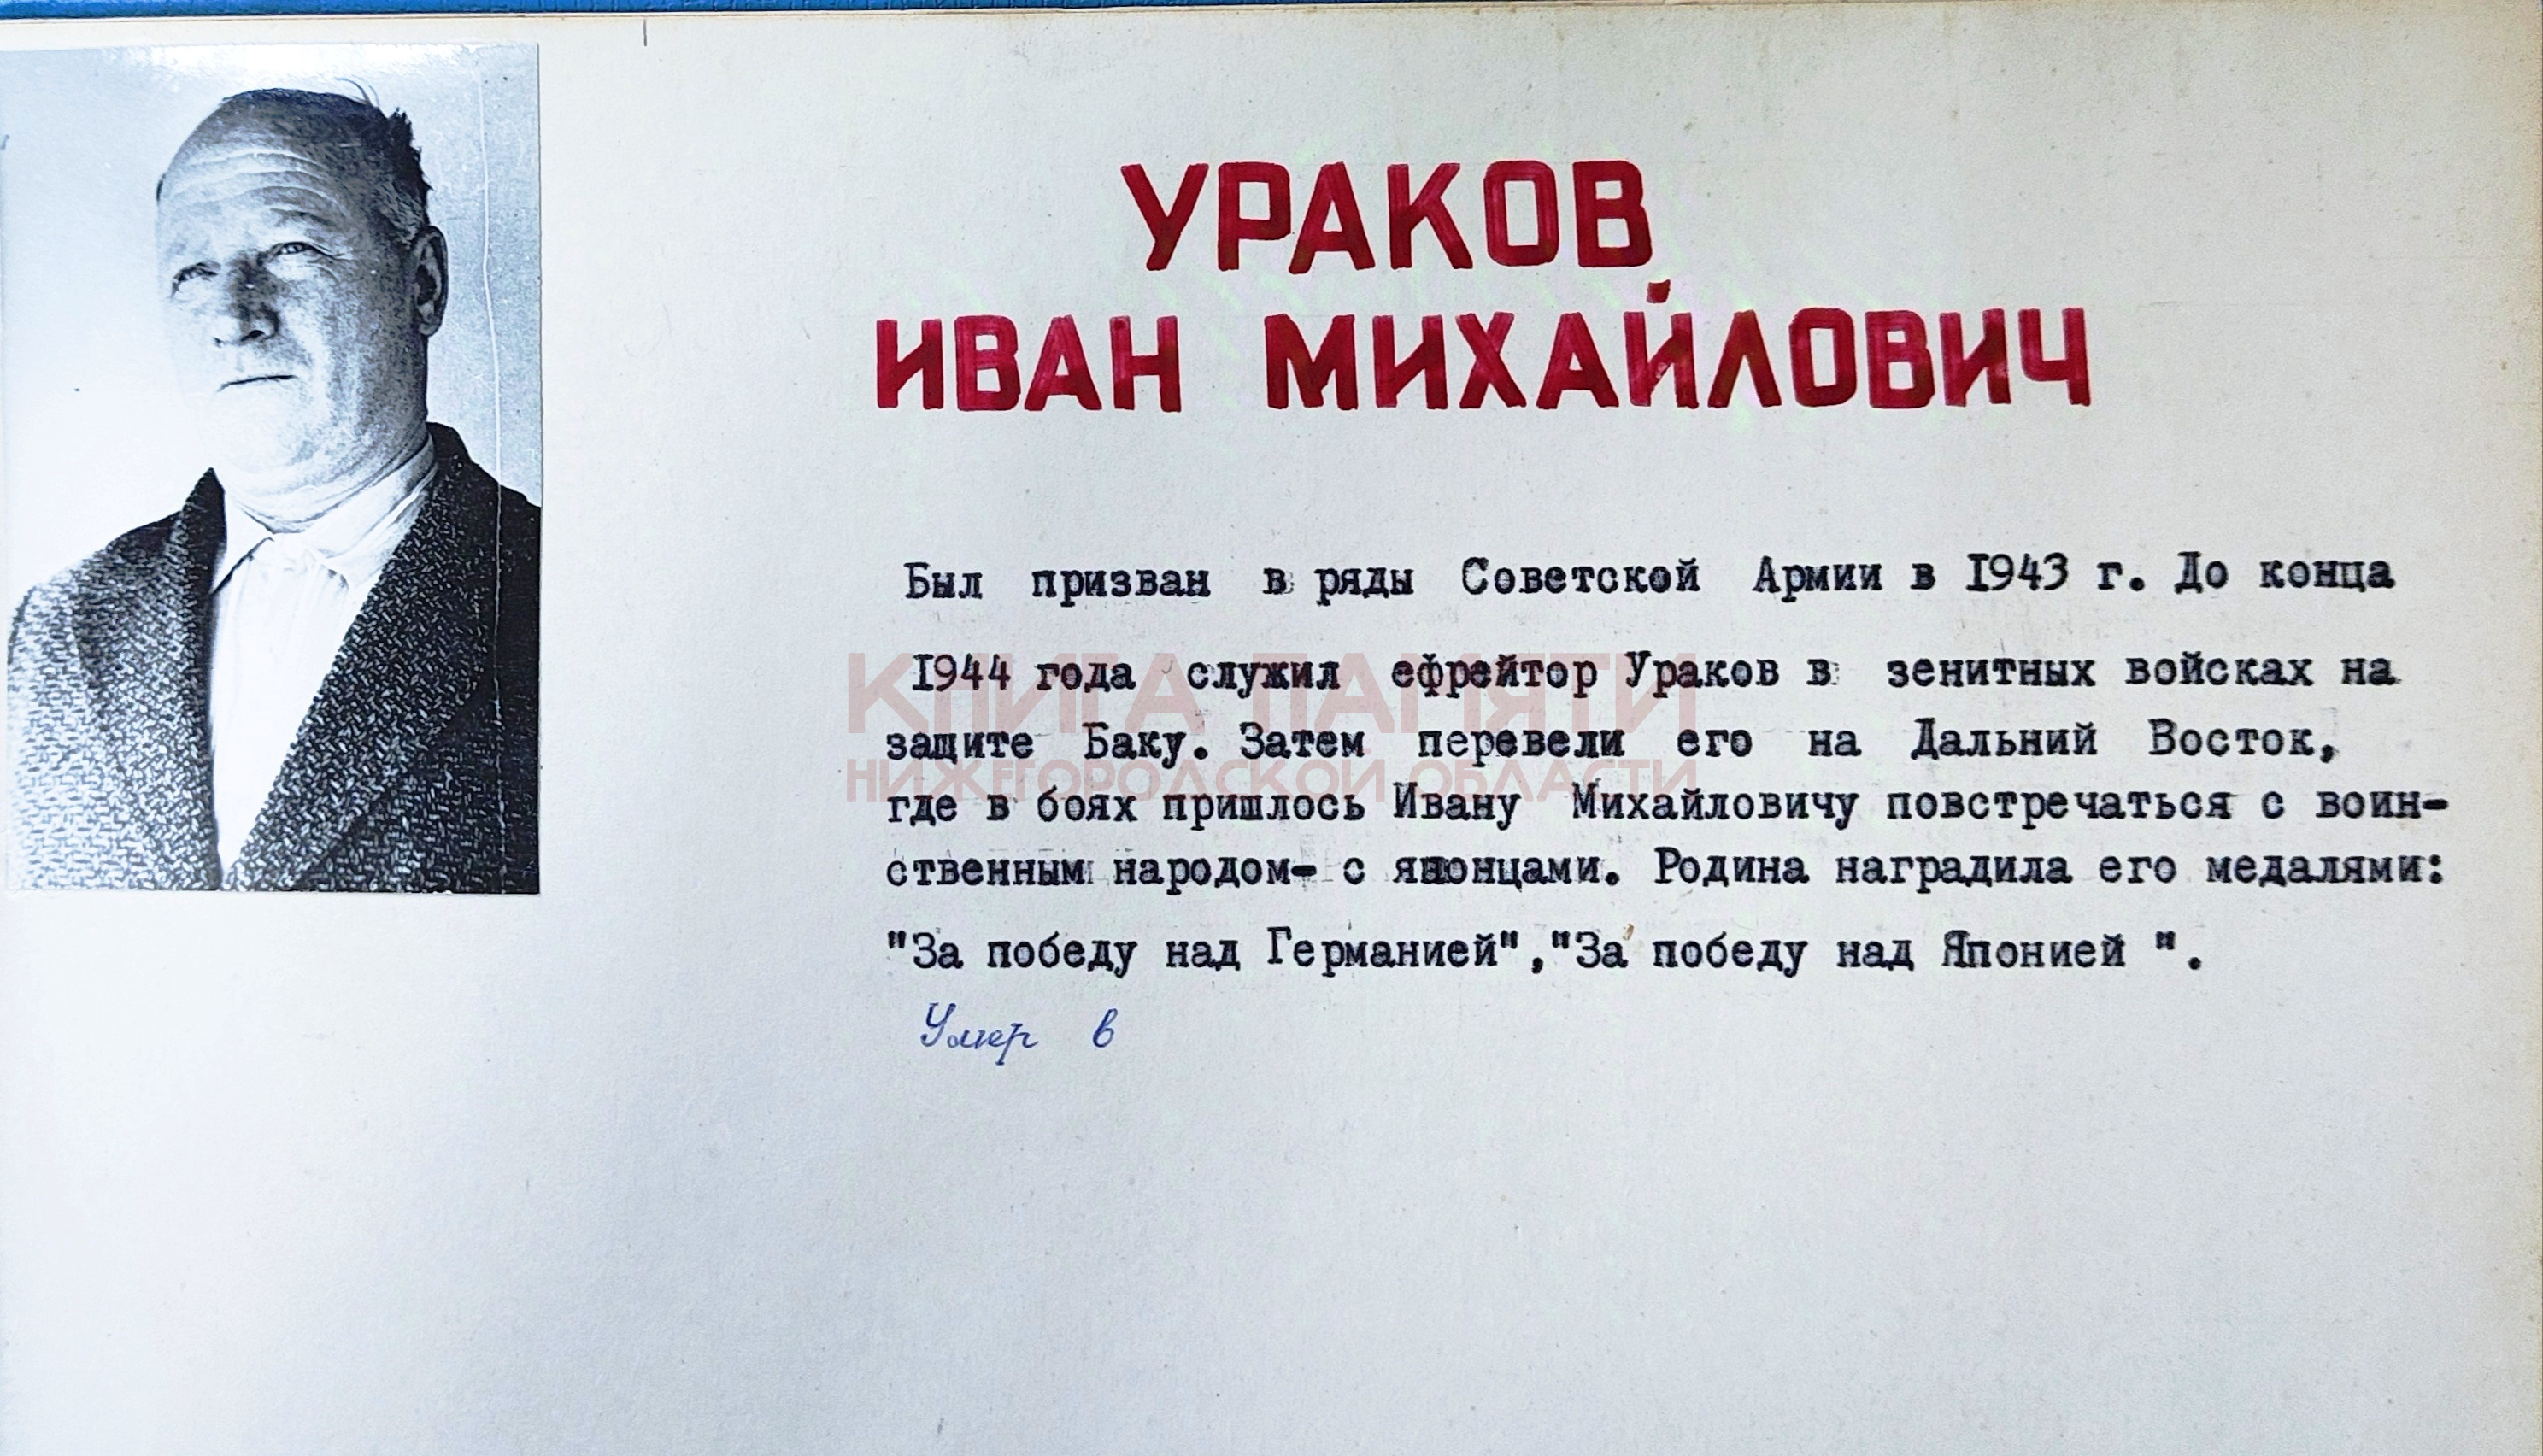 УРАКОВ
ИВАН МИХАЙЛОВИЧ
Был призван в ряды Советской Армии в 1943 г. До конца
1944 года служил ефрейтор Ураков в зенитных войсках на
защите Баку. Затем перевели его на Дальний Восток,
где в боях пришлось Ивану Михайловичу повстречаться с воин-
ственным народом- с японцами. Родина наградила его медалями:
"За победу над Германией","За победу над Японией ".
Умер в
КНИГА ПАМЯТИ
НИЖЕГОРОДСКОЙ ОБЛАСТИ